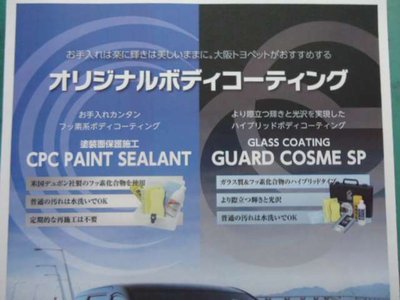 お手入れは楽に輝きは美しいままに。大阪トヨペットがおすすめする
オリジナルボディコーティング
お手入れカンタン
フッ素系ボディコーティング
塗装面保護施工
CPC PAINT SEALANT
米国デュポン社製のフッ素化合物を使用
普通の汚れは水洗いでOK
定期的な再施工は不要
より際立つ輝きと光沢を実現した
ハイブリッドボディコーティング
GLASS COATING
GUARD COSME SP
ガラス質&フッ素化合物のハイブリッドタイプ
より際立つ輝きと光沢
普通の汚れは水洗いでOK